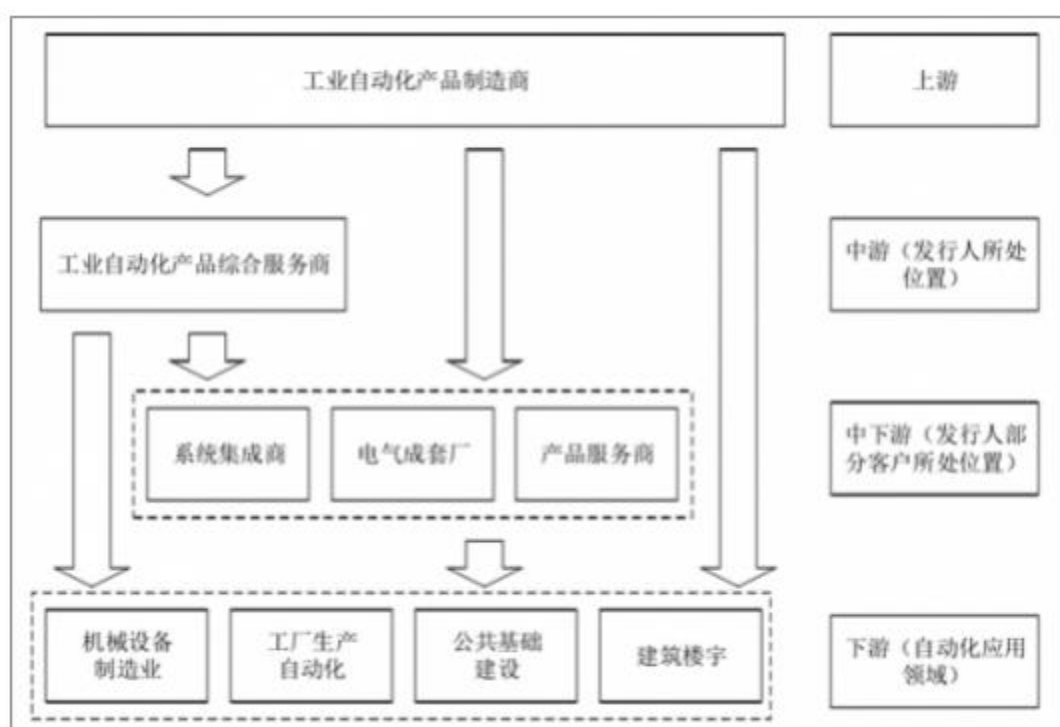 工业自动化产品制造商
上游
工业自动化产品综合服务商
中游（发行人所处
位置）
系统集成商
电气成套厂
产品服务商
中下游（发行人部
分客户所处位置）
机械设备
制造业
工厂生产
自动化
公共基础
建设
建筑楼宇
下游（自动化应用
领域）